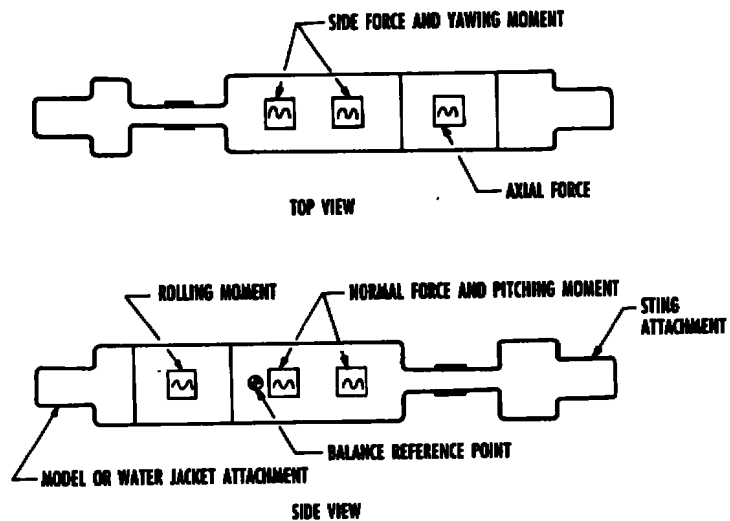 SIDE FORCE AND YAWING MOMENT
AXIAL FORCE
TOP VIEW
ROLLING MOMENT
NORMAL FORCE AND PITCHING MOMENT
STING
ATTACHMENT
BALANCE REFERENCE POINT
MODEL OR WATER JACKET ATTACHMENT
SIDE VIEW